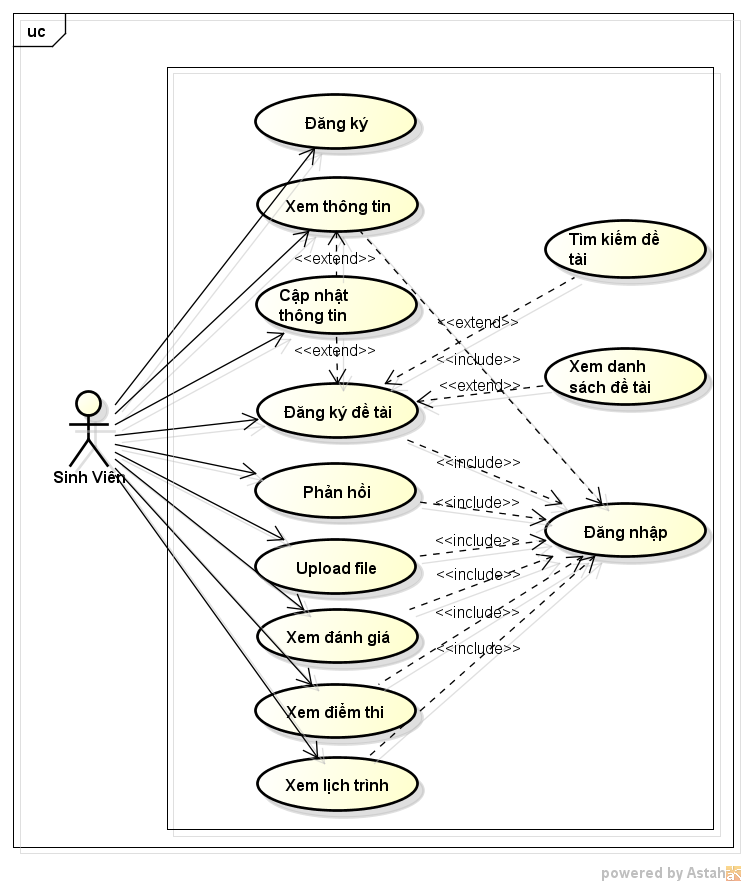 uc
Đăng ký
Xem thông tin
<<extend>>
Tìm kiếm đề
tài
Cập nhật
thông tin
<<extend>>
<<extend>>
<<include>>
Xem danh
sách đề tài
<<extend>>
Đăng ký đề tài
Sinh Viên
<<include>>
Phản hồi
<<include>>
Đăng nhập
<<include>>
Upload file
<<include>>
<<include>>
Xem đánh giá
<<include>>
Xem điểm thi
Xem lịch trình
powered by Astah